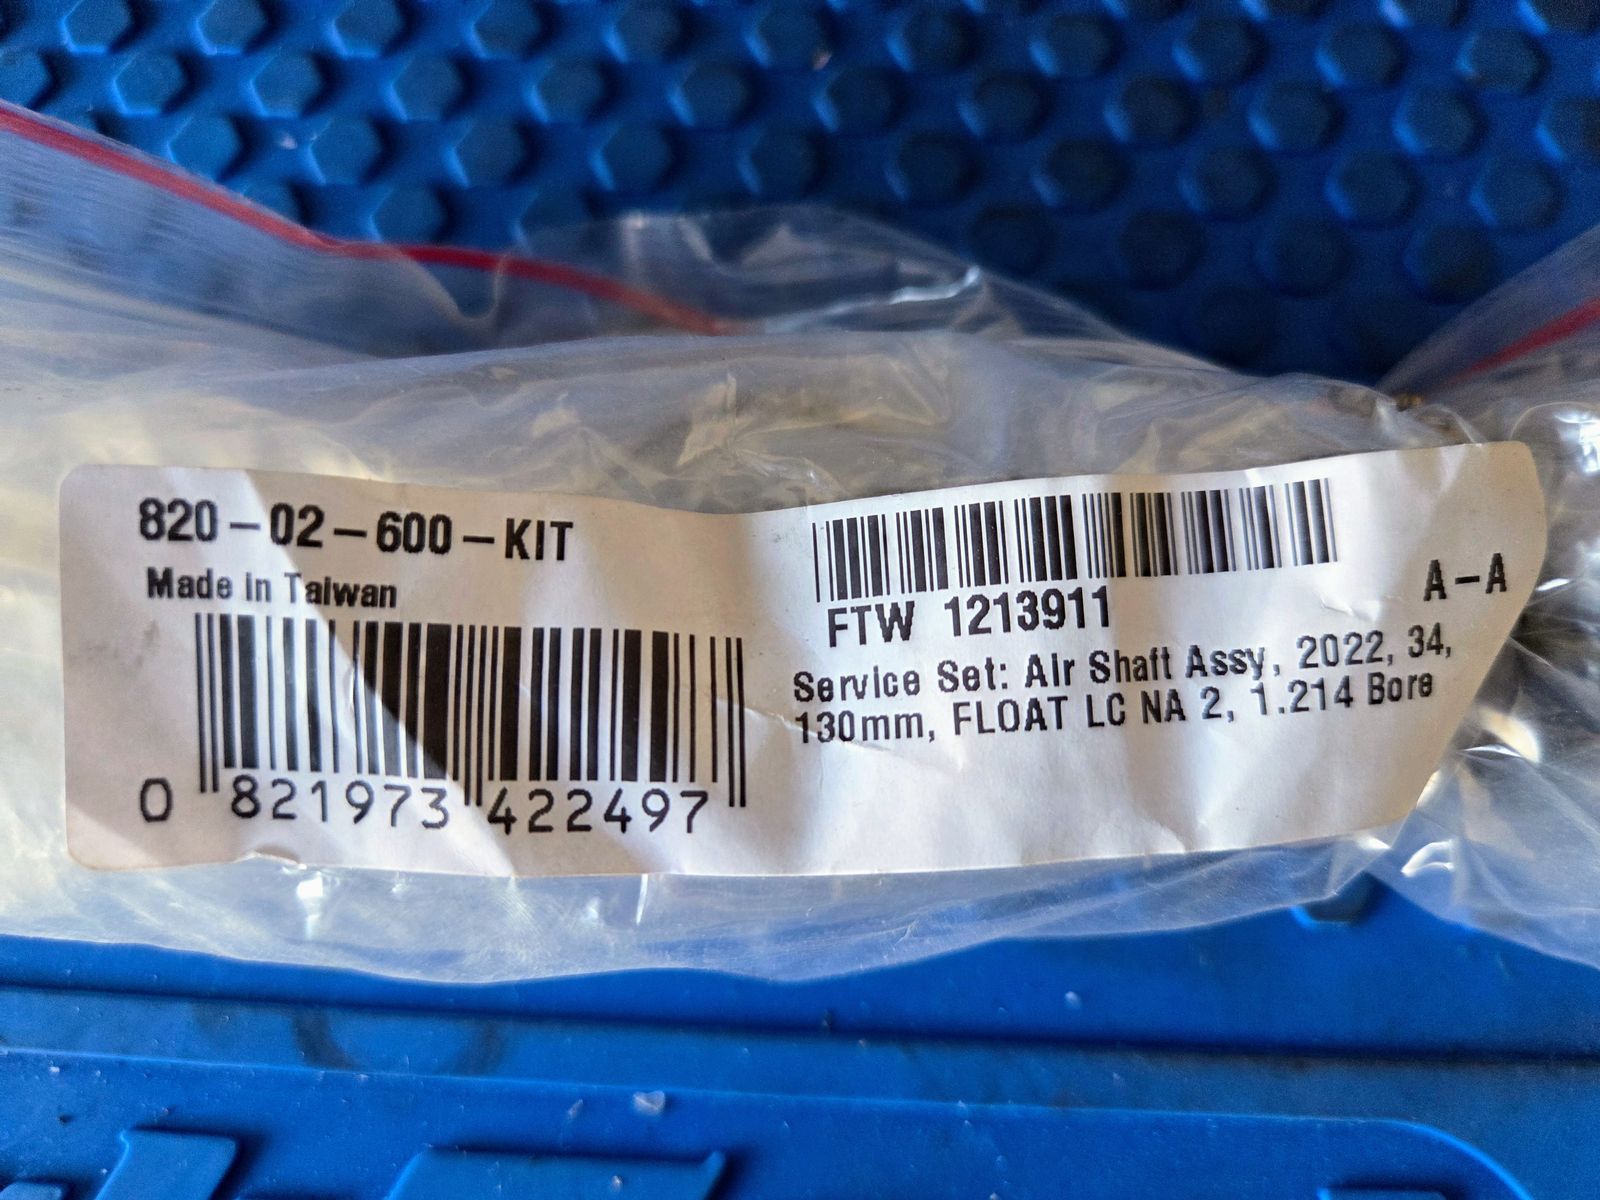 820-02-600-KIT
Made in Taiwan
0 821973 422497
FTW 1213911
A-A
Service Set: Air Shaft Assy, 2022, 34,
130mm, FLOAT LC NA 2, 1.214 Bore